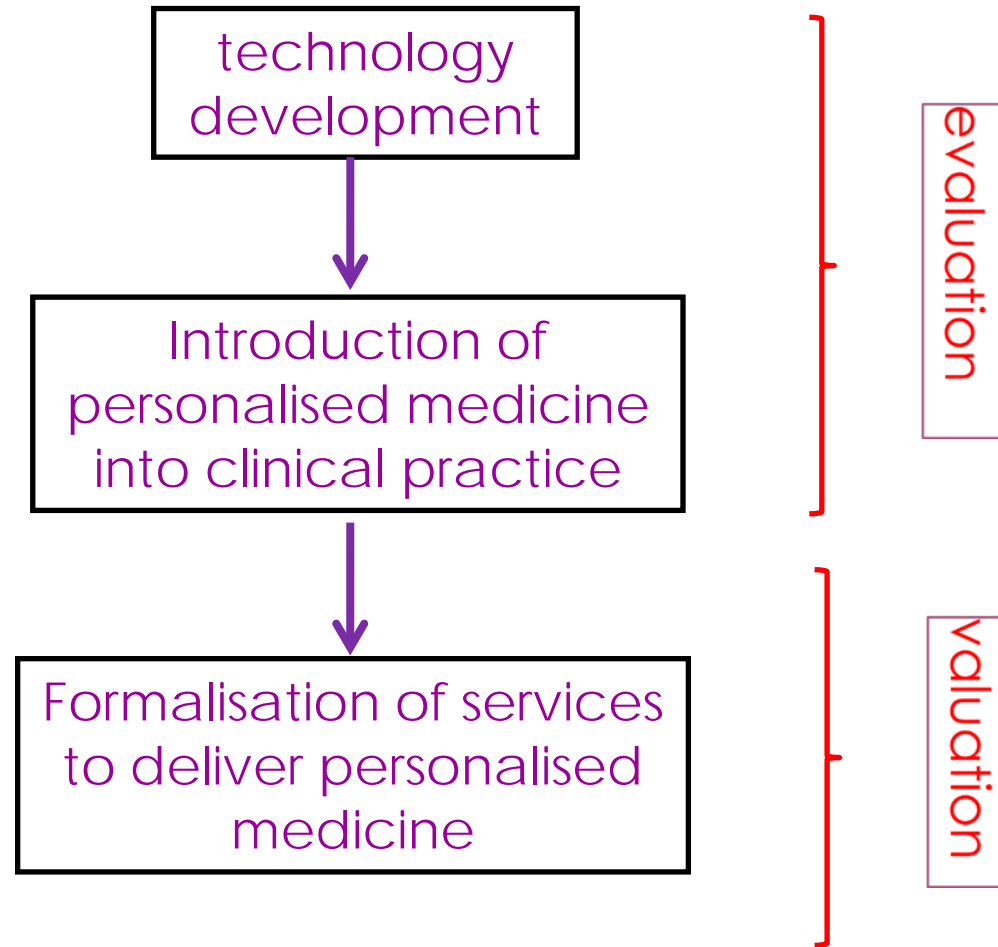 technology
development
Introduction of
personalised medicine
into clinical practice
Formalisation of services
to deliver personalised
medicine
evaluation
valuation